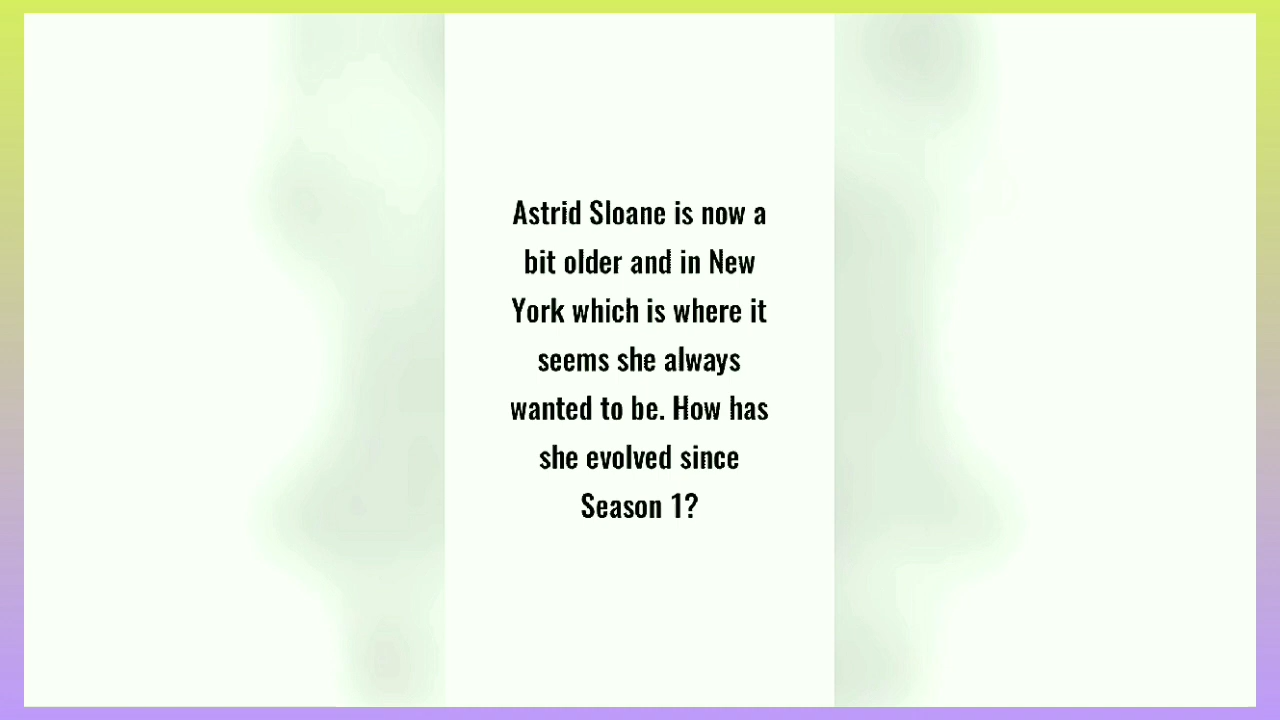 Astrid Sloane is now a
bit older and in New
York which is where it
seems she always
wanted to be. How has
she evolved since
Season 1?